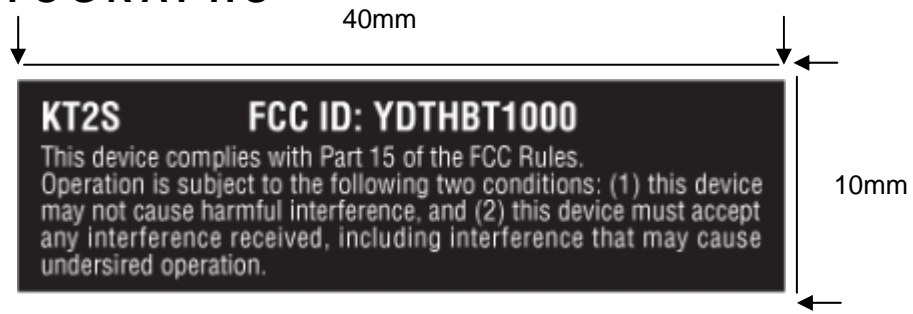 40mm
KT2S FCC ID: YDTHBT1000
This device complies with Part 15 of the FCC Rules.
Operation is subject to the following two conditions: (1) this device
may not cause harmful interference, and (2) this device must accept
any interference received, including interference that may cause
undersired operation.
10mm